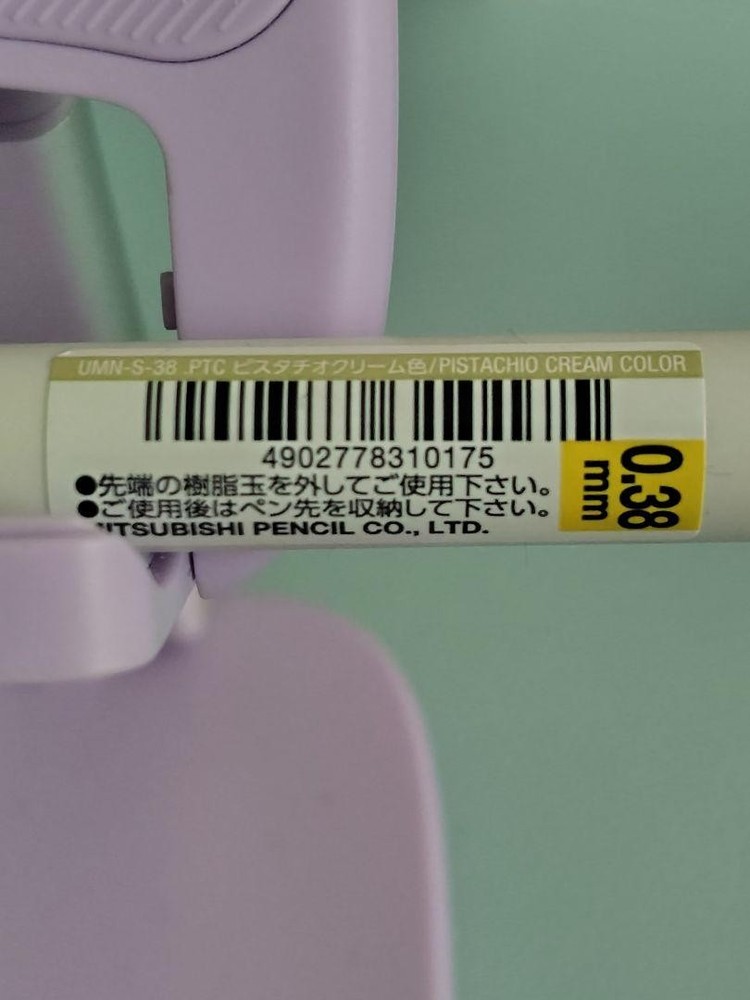 UMN-S-38 .PTC ピスタチオクリーム色/PISTACHIO CREAM COLOR
4902778310175
●先端の樹脂玉を外してご使用下さい。
●ご使用後はペン先を収納して下さい。
MITSUBISHI PENCIL CO., LTD.
0.38
mm